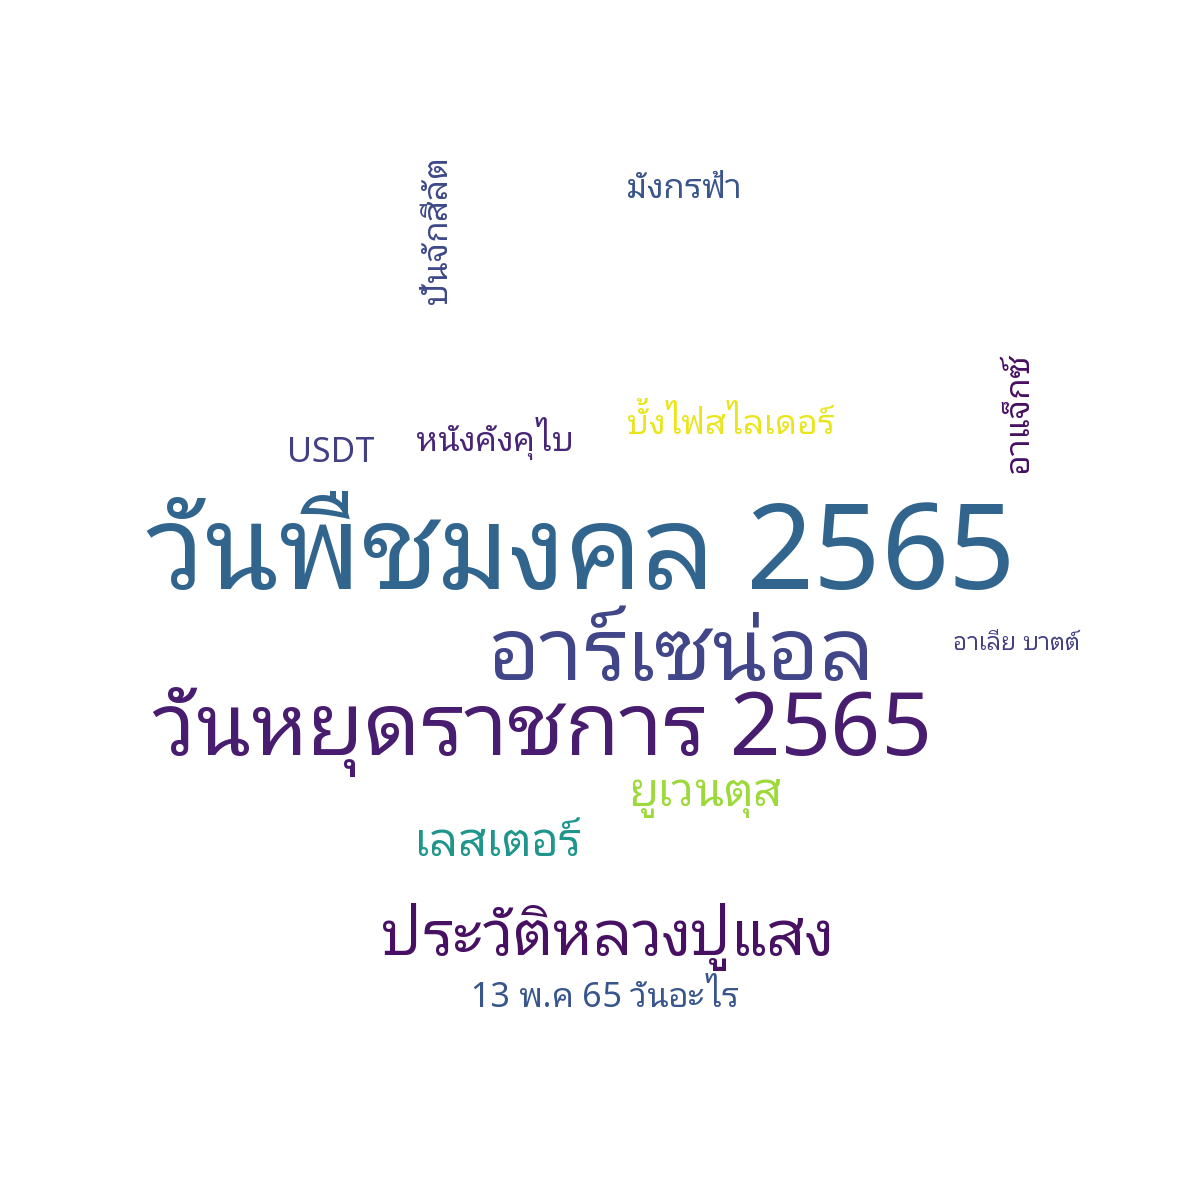 ปันจักสีลัต
มังกรฟ้า
อาแจ็กซ์
บั้งไฟสไลเดอร์
หนังคังคุไบ
USDT
วันพืชมงคล 2565
อาร์เซน่อล
อาเลีย บาตต์
วันหยุดราชการ 2565
ยูเวนตุส
เลสเตอร์
ประวัติหลวงปู่แสง
13 พ.ค 65 วันอะไร